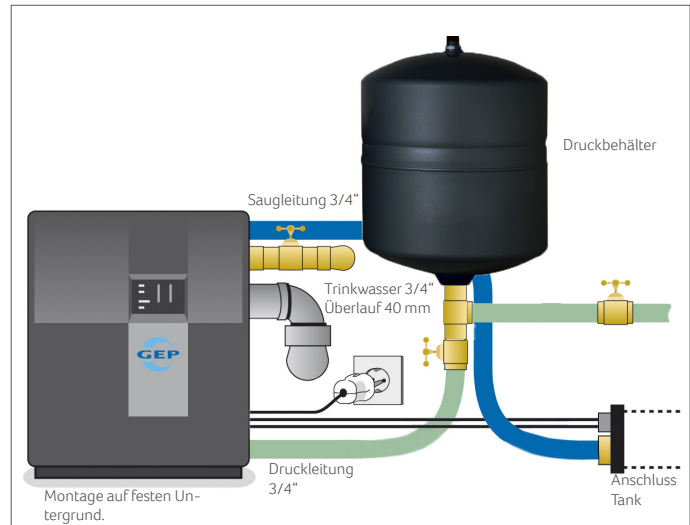 Druckbehälter
Saugleitung 3/4“
Trinkwasser 3/4“
Überlauf 40 mm
GEP
Druckleitung
3/4“
Anschluss
Tank
Montage auf festen Un-
tergrund.